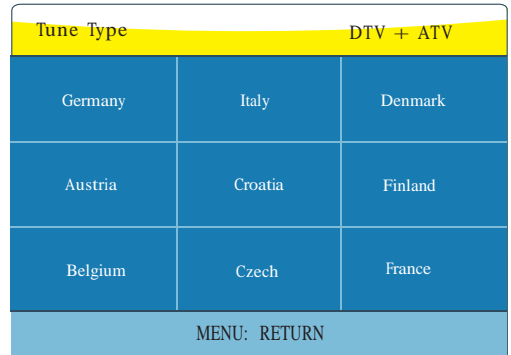 Tune Type DTV + ATV
Germany Italy Denmark
Austria Croatia Finland
Belgium Czech France
MENU: RETURN